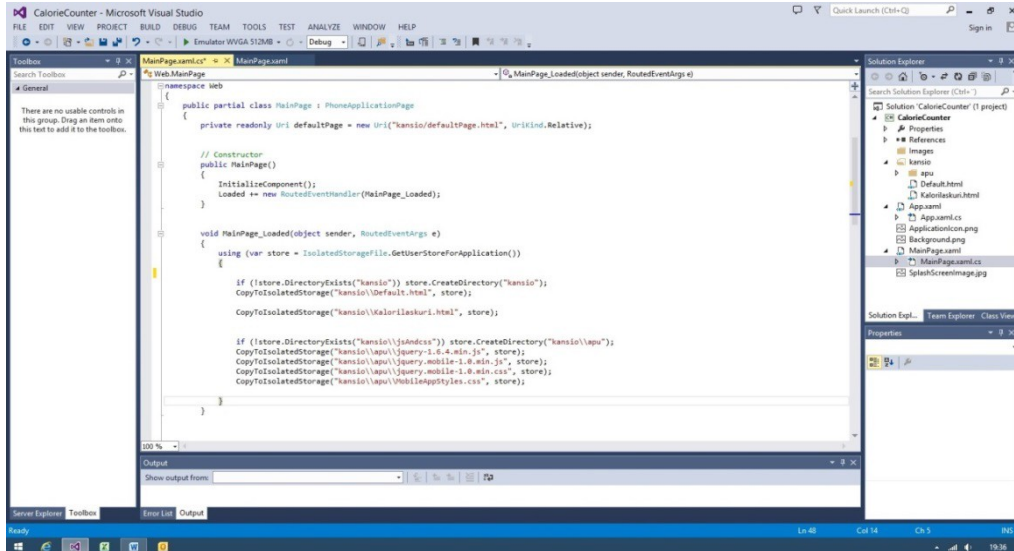 CalorieCounter - Microsoft Visual Studio
Quick Launch (Ctrl+Q)
FILE EDIT VIEW PROJECT BUILD DEBUG TEAM TOOLS TEST ANALYZE WINDOW HELP
Sign in
Emulator WVGA 512MB
Debug
Toolbox
Search Toolbox
General
There are no usable controls in
this group. Drag an item onto
this text to add it to the toolbox.
MainPage.xaml.cs*
MainPage.xaml
Web.MainPage
MainPage_Loaded(object sender, RoutedEventArgs e)
namespace Web
{
public partial class MainPage : PhoneApplicationPage
{
private readonly Uri defaultPage = new Uri("kansio/defaultPage.html", UriKind.Relative);
// Constructor
public MainPage()
{
InitializeComponent();
Loaded += new RoutedEventHandler(MainPage_Loaded);
}
void MainPage_Loaded(object sender, RoutedEventArgs e)
{
using (var store = IsolatedStorageFile.GetUserStoreForApplication())
{
if (!store.DirectoryExists("kansio")) store.CreateDirectory("kansio");
CopyToIsolatedStorage("kansio\\Default.html", store);
CopyToIsolatedStorage("kansio\\Kalorilaskuri.html", store);
if (!store.DirectoryExists("kansio\\jsAndcss")) store.CreateDirectory("kansio\\apu");
CopyToIsolatedStorage("kansio\\apu\\jquery-1.6.4.min.js", store);
CopyToIsolatedStorage("kansio\\apu\\jquery.mobile-1.0.min.js", store);
CopyToIsolatedStorage("kansio\\apu\\jquery.mobile-1.0.min.css", store);
CopyToIsolatedStorage("kansio\\apu\\MobileAppStyles.css", store);
}
}
100 %
Output
Show output from:
Server Explorer Toolbox
Error List Output
Solution Explorer
Search Solution Explorer (Ctrl+¨)
Solution 'CalorieCounter' (1 project)
CalorieCounter
Properties
References
Images
kansio
apu
Default.html
Kalorilaskuri.html
App.xaml
App.xaml.cs
ApplicationIcon.png
Background.png
MainPage.xaml
MainPage.xaml.cs
SplashScreenImage.jpg
Solution Expl... Team Explorer Class View
Properties
Ready
Ln 48 Col 14 Ch 5 INS
19:36